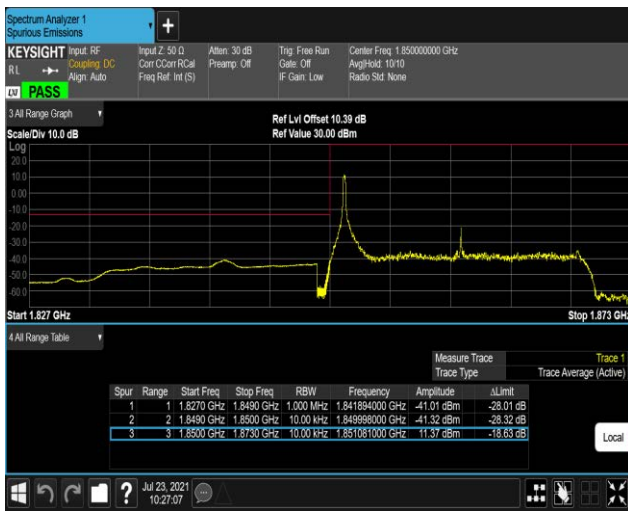 Spectrum Analyzer 1
Spurious Emissions
+
KEYSIGHT Input: RF Input Z: 50 Ω Atten: 30 dB Trig: Free Run Center Freq: 1.850000000 GHz
RL Coupling: DC Corr CCorr RCal Preamp: Off Gate: Off Avg|Hold: 10/10
Align: Auto Freq Ref: Int (S) IF Gain: Low Radio Std: None
LXI PASS
3 All Range Graph
Ref Lvl Offset 10.39 dB
Scale/Div 10.0 dB Ref Value 30.00 dBm
Log
20.0
10.0
0.00
-10.0
-20.0
-30.0
-40.0
-50.0
-60.0
Start 1.827 GHz Stop 1.873 GHz
4 All Range Table
Measure Trace Trace 1
Trace Type Trace Average (Active)
Spur Range Start Freq Stop Freq RBW Frequency Amplitude ΔLimit
1 1 1.8270 GHz 1.8490 GHz 1.000 MHz 1.841894000 GHz -41.01 dBm -28.01 dB
2 2 1.8490 GHz 1.8500 GHz 10.00 kHz 1.849998000 GHz -41.32 dBm -28.32 dB
3 3 1.8500 GHz 1.8730 GHz 10.00 kHz 1.851081000 GHz 11.37 dBm -18.63 dB
Local
? Jul 23, 2021
10:27:07